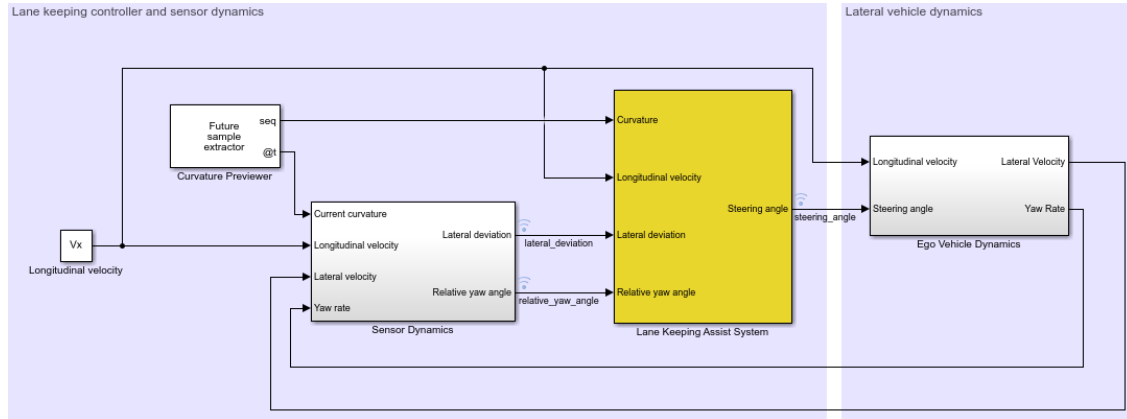 Lane keeping controller and sensor dynamics
Lateral vehicle dynamics
Future
sample
extractor
seq
@t
Curvature Previewer
Vx
Longitudinal velocity
Current curvature
Longitudinal velocity
Lateral velocity
Yaw rate
Lateral deviation
Relative yaw angle
Sensor Dynamics
lateral_deviation
relative_yaw_angle
Curvature
Longitudinal velocity
Lateral deviation
Relative yaw angle
Steering angle
Lane Keeping Assist System
steering_angle
Longitudinal velocity
Steering angle
Lateral Velocity
Yaw Rate
Ego Vehicle Dynamics